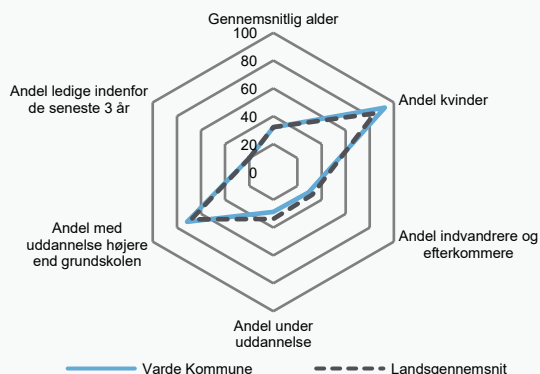 Gennemsnitlig alder
100
80
60
40
20
0
Andel kvinder
Andel indvandrere og
efterkommere
Andel under
uddannelse
Andel med
uddannelse højere
end grundskolen
Andel ledige indenfor
de seneste 3 år
Varde Kommune
Landsgennemsnit